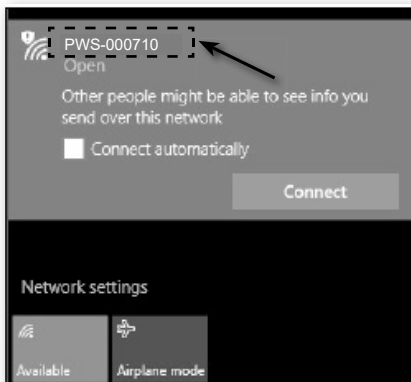 PWS-000710
Open
Other people might be able to see info you
send over this network
Connect automatically
Connect
Network settings
Available
Airplane mode